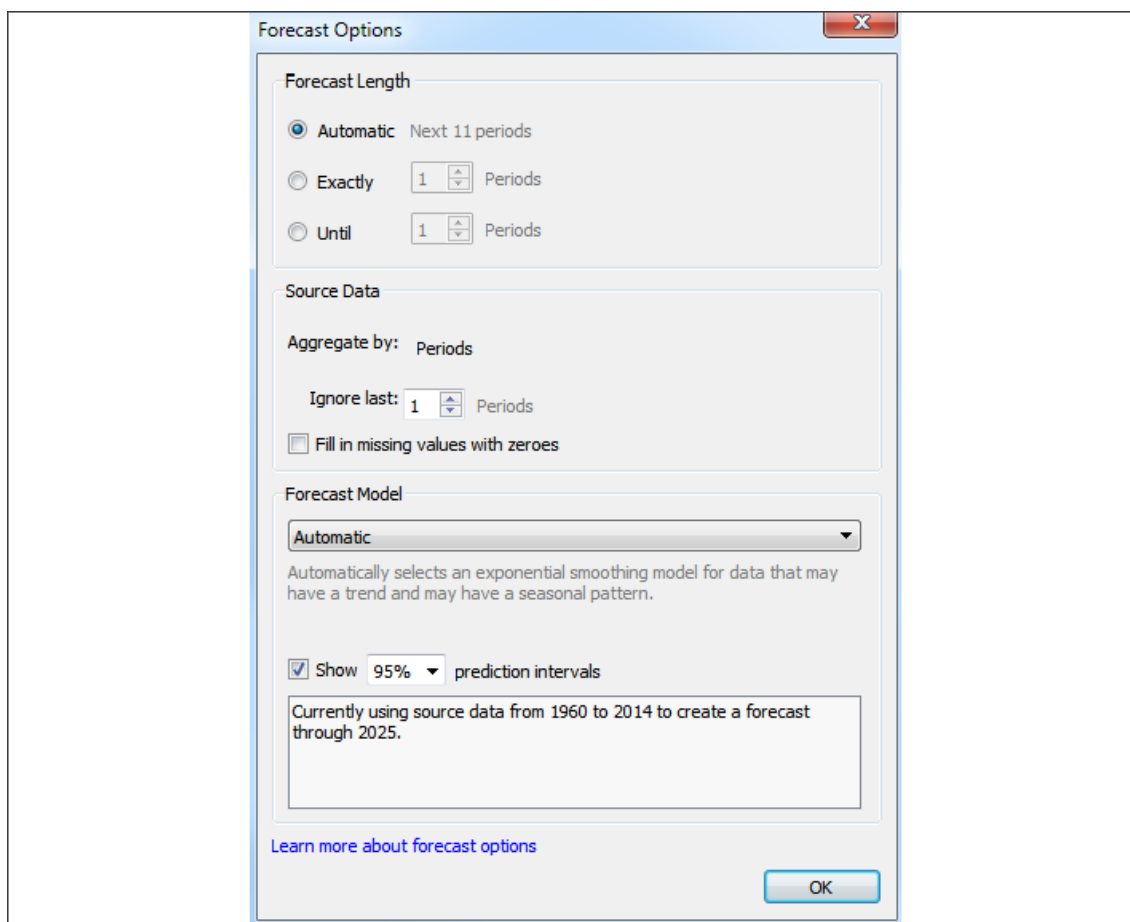 Forecast Options
Forecast Length
Automatic Next 11 periods
Exactly 1 Periods
Until 1 Periods
Source Data
Aggregate by: Periods
Ignore last: 1 Periods
Fill in missing values with zeroes
Forecast Model
Automatic
Automatically selects an exponential smoothing model for data that may
have a trend and may have a seasonal pattern.
Show 95% prediction intervals
Currently using source data from 1960 to 2014 to create a forecast
through 2025.
Learn more about forecast options
OK